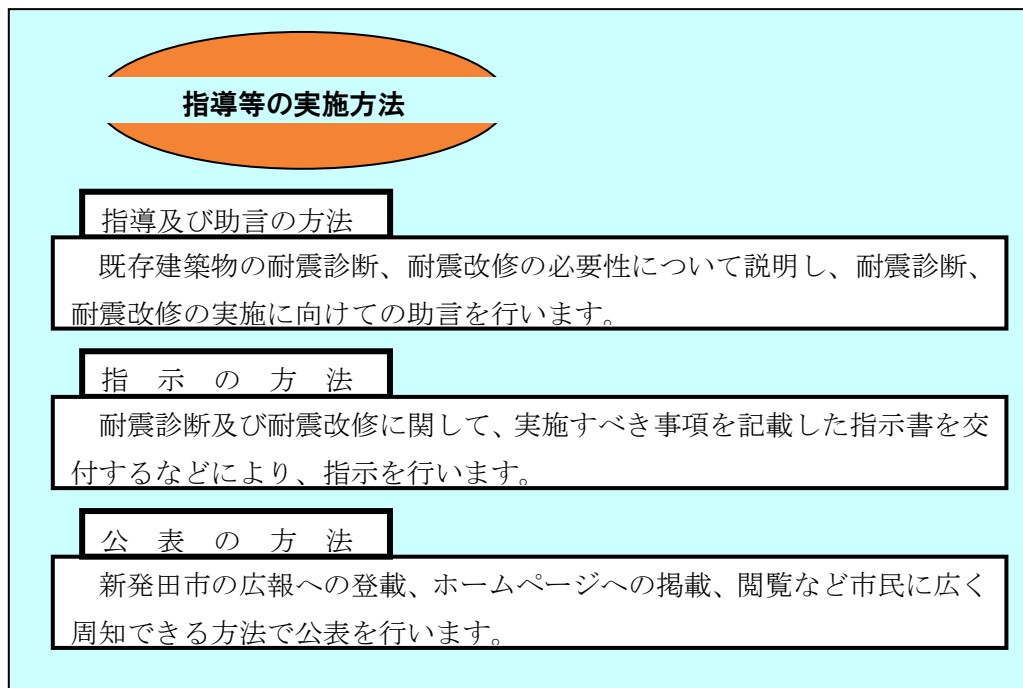 指導等の実施方法
指導及び助言の方法
既存建築物の耐震診断、耐震改修の必要性について説明し、耐震診断、
耐震改修の実施に向けての助言を行います。
指　示　の　方　法
耐震診断及び耐震改修に関して、実施すべき事項を記載した指示書を交
付するなどにより、指示を行います。
公　表　の　方　法
新発田市の広報への登載、ホームページへの掲載、閲覧など市民に広く
周知できる方法で公表を行います。